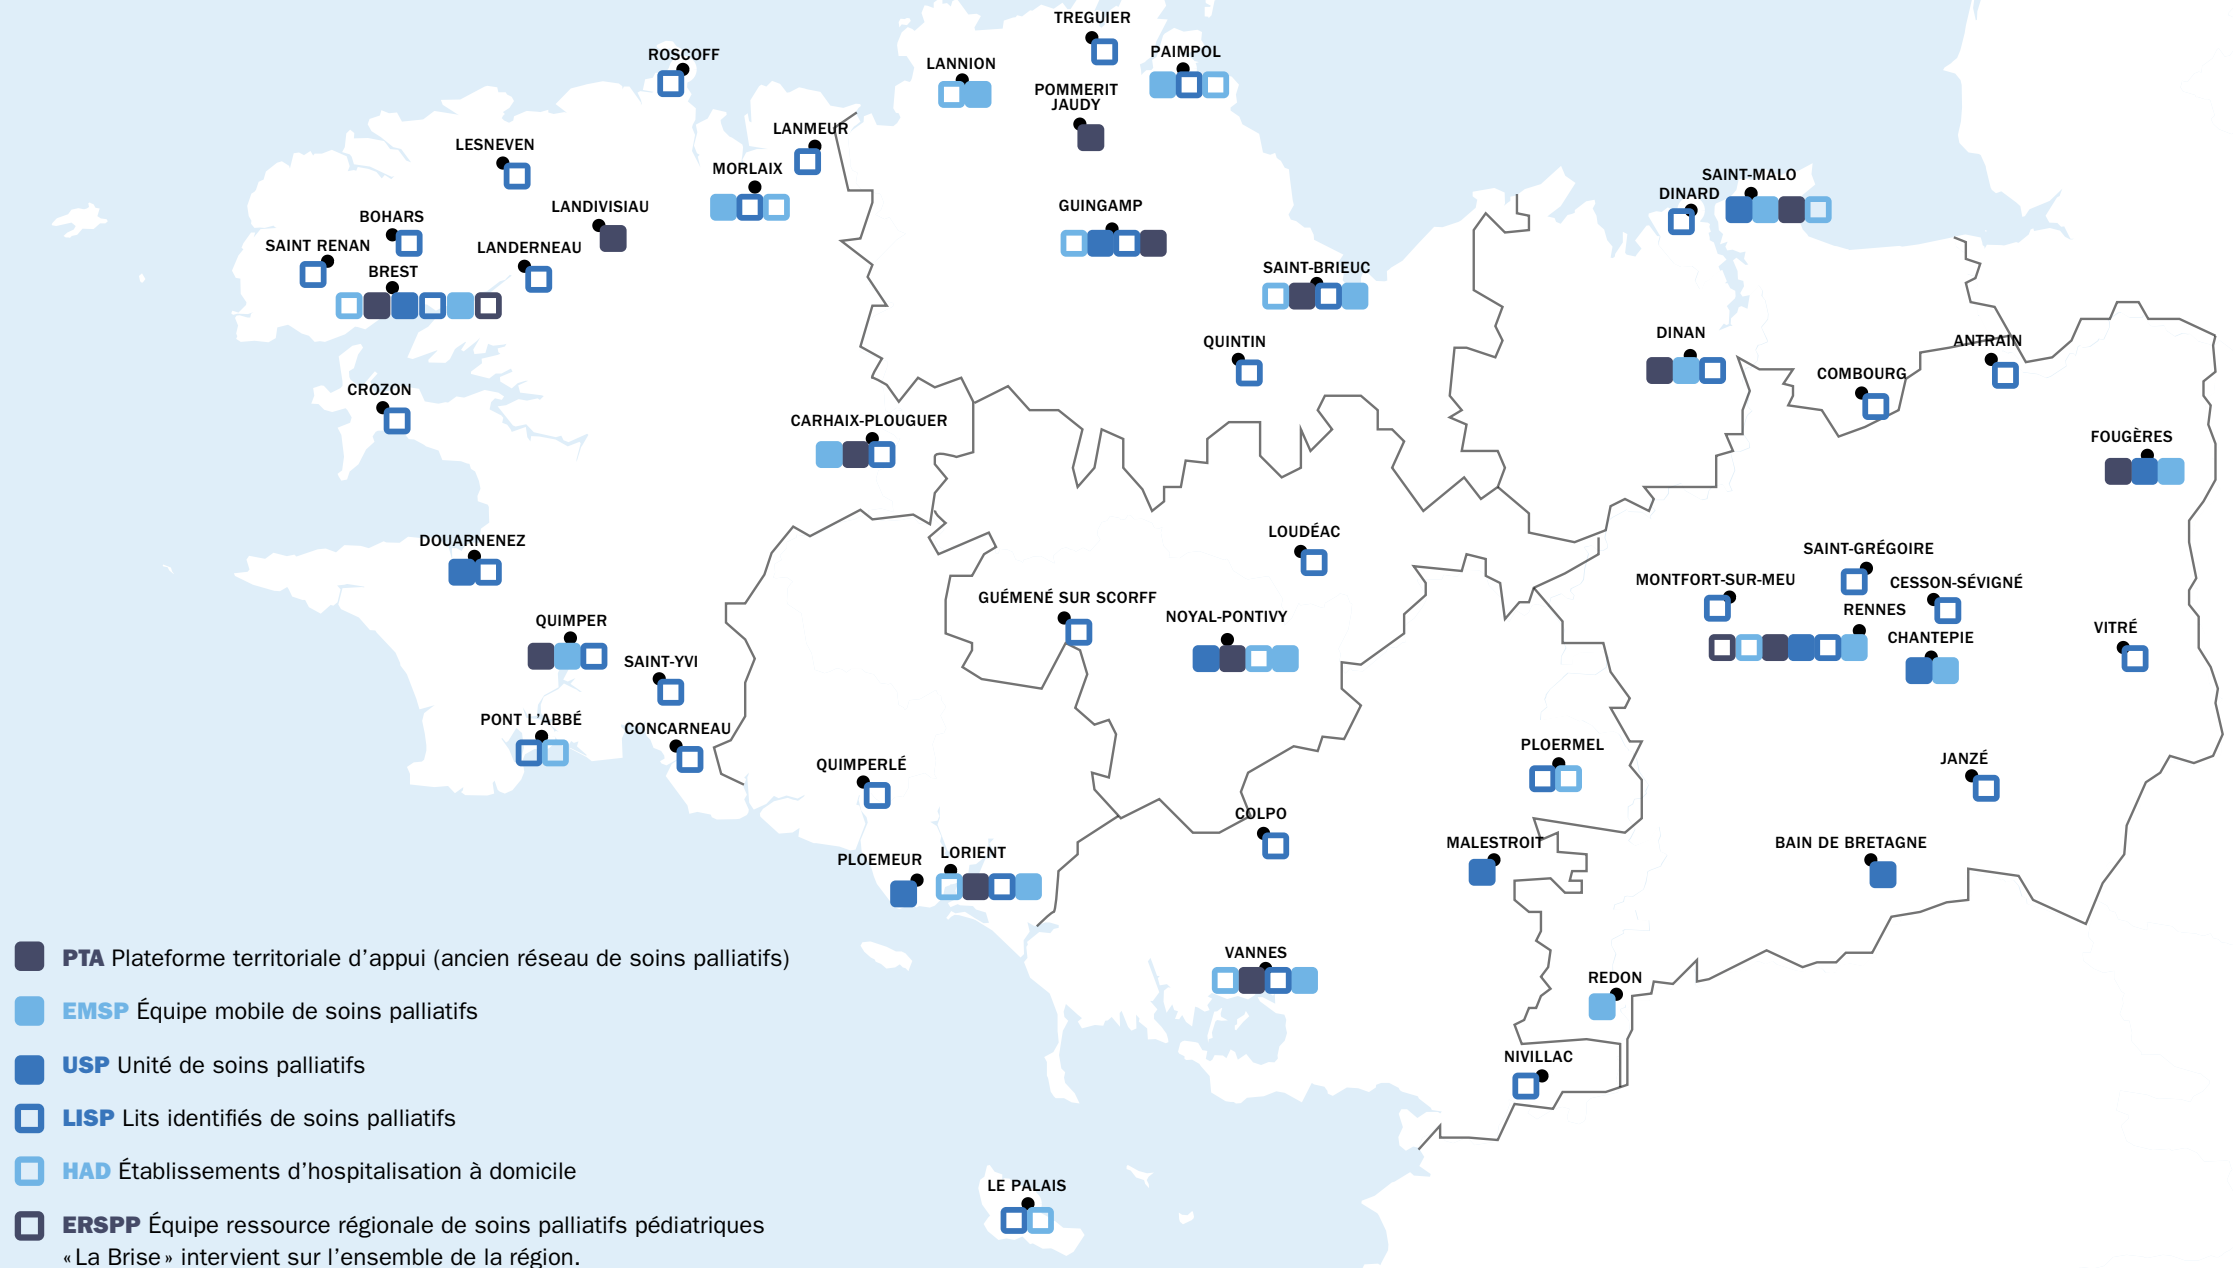 TREGUIER
ROSCOFF
PAIMPOL
LANNION
POMMERIT
JAUDY
LANMEUR
LESNEVEN
MORLAIX
SAINT-MALO
DINARD
LANDIVISIAU
GUINGAMP
BOHARS
SAINT RENAN
LANDERNEAU
BREST
SAINT-BRIEUC
DINAN
QUINTIN
ANTRAIN
COMBOURG
CROZON
CARHAIX-PLOUGUER
FOUGÈRES
LOUDÉAC
DOUARNENEZ
SAINT-GRÉGOIRE
MONTFORT-SUR-MEU
CESSON-SÉVIGNÉ
GUÉMENÉ SUR SCORFF
RENNES
NOYAL-PONTIVY
QUIMPER
VITRÉ
CHANTEPIE
SAINT-YVI
PONT L’ABBÉ
CONCARNEAU
PLOERMEL
JANZÉ
QUIMPERLÉ
COLPO
MALESTROIT
BAIN DE BRETAGNE
LORIENT
PLOEMEUR
VANNES
REDON
NIVILLAC
LE PALAIS
PTA Plateforme territoriale d’appui (ancien réseau de soins palliatifs)
EMSP Équipe mobile de soins palliatifs
USP Unité de soins palliatifs
LISP Lits identifiés de soins palliatifs
HAD Établissements d’hospitalisation à domicile
ERSPP Équipe ressource régionale de soins palliatifs pédiatriques
«La Brise» intervient sur l’ensemble de la région.